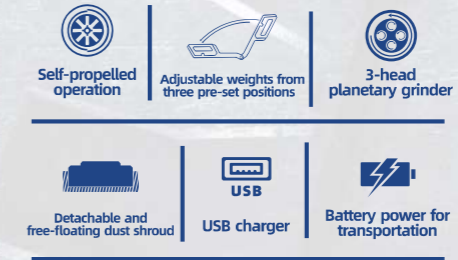 Self-propelled
operation
Adjustable weights from
three pre-set positions
3-head
planetary grinder
Detachable and
free-floating dust shroud
USB
USB charger
Battery power for
transportation